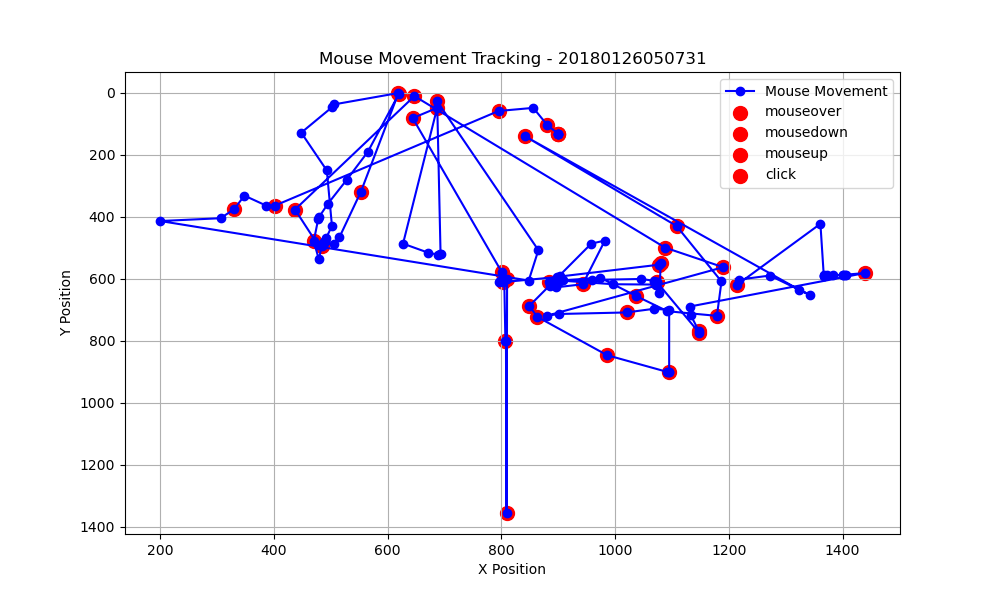 Mouse Movement Tracking - 20180126050731
Mouse Movement
mouseover
mousedown
mouseup
click
0
200
400
600
800
1000
1200
1400
Y Position
200 400 600 800 1000 1200 1400
X Position